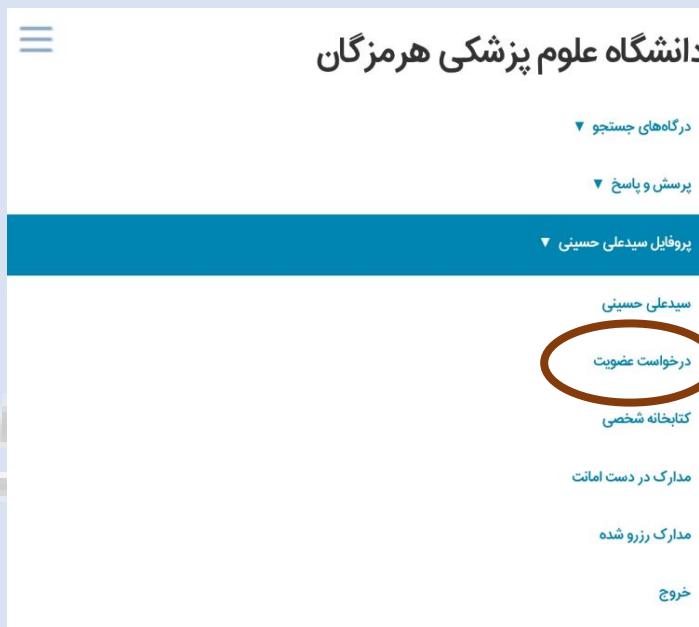 دانشگاه علوم پزشکی هرمزگان
درگاه‌های جستجو ▼
پرسش و پاسخ ▼
پروفایل سیدعلی حسینی ▼
سیدعلی حسینی
درخواست عضویت
کتابخانه شخصی
مدارک در دست امانت
مدارک رزرو شده
خروج